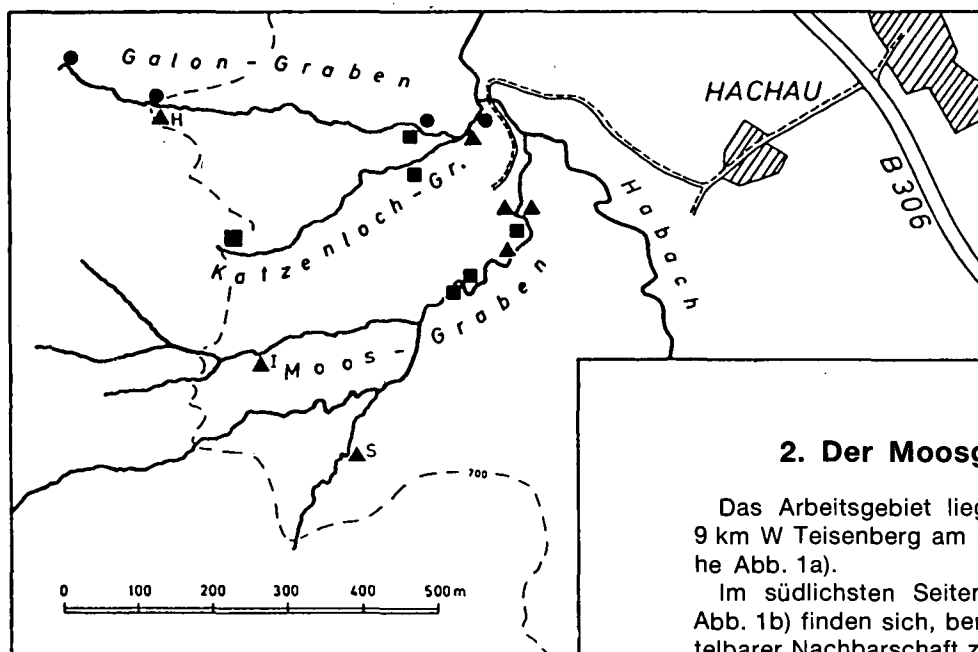 Galon-Graben
HACHAU
H
B 306
Katzenloch-Gr.
Habach
Moos-Graben
I
S
700
0 100 200 300 400 500 m
2. Der Moosg
Das Arbeitsgebiet lieg
9 km W Teisenberg am
he Abb. 1a).
Im südlichsten Seiten
Abb. 1b) finden sich, ber
telbarer Nachbarschaft z